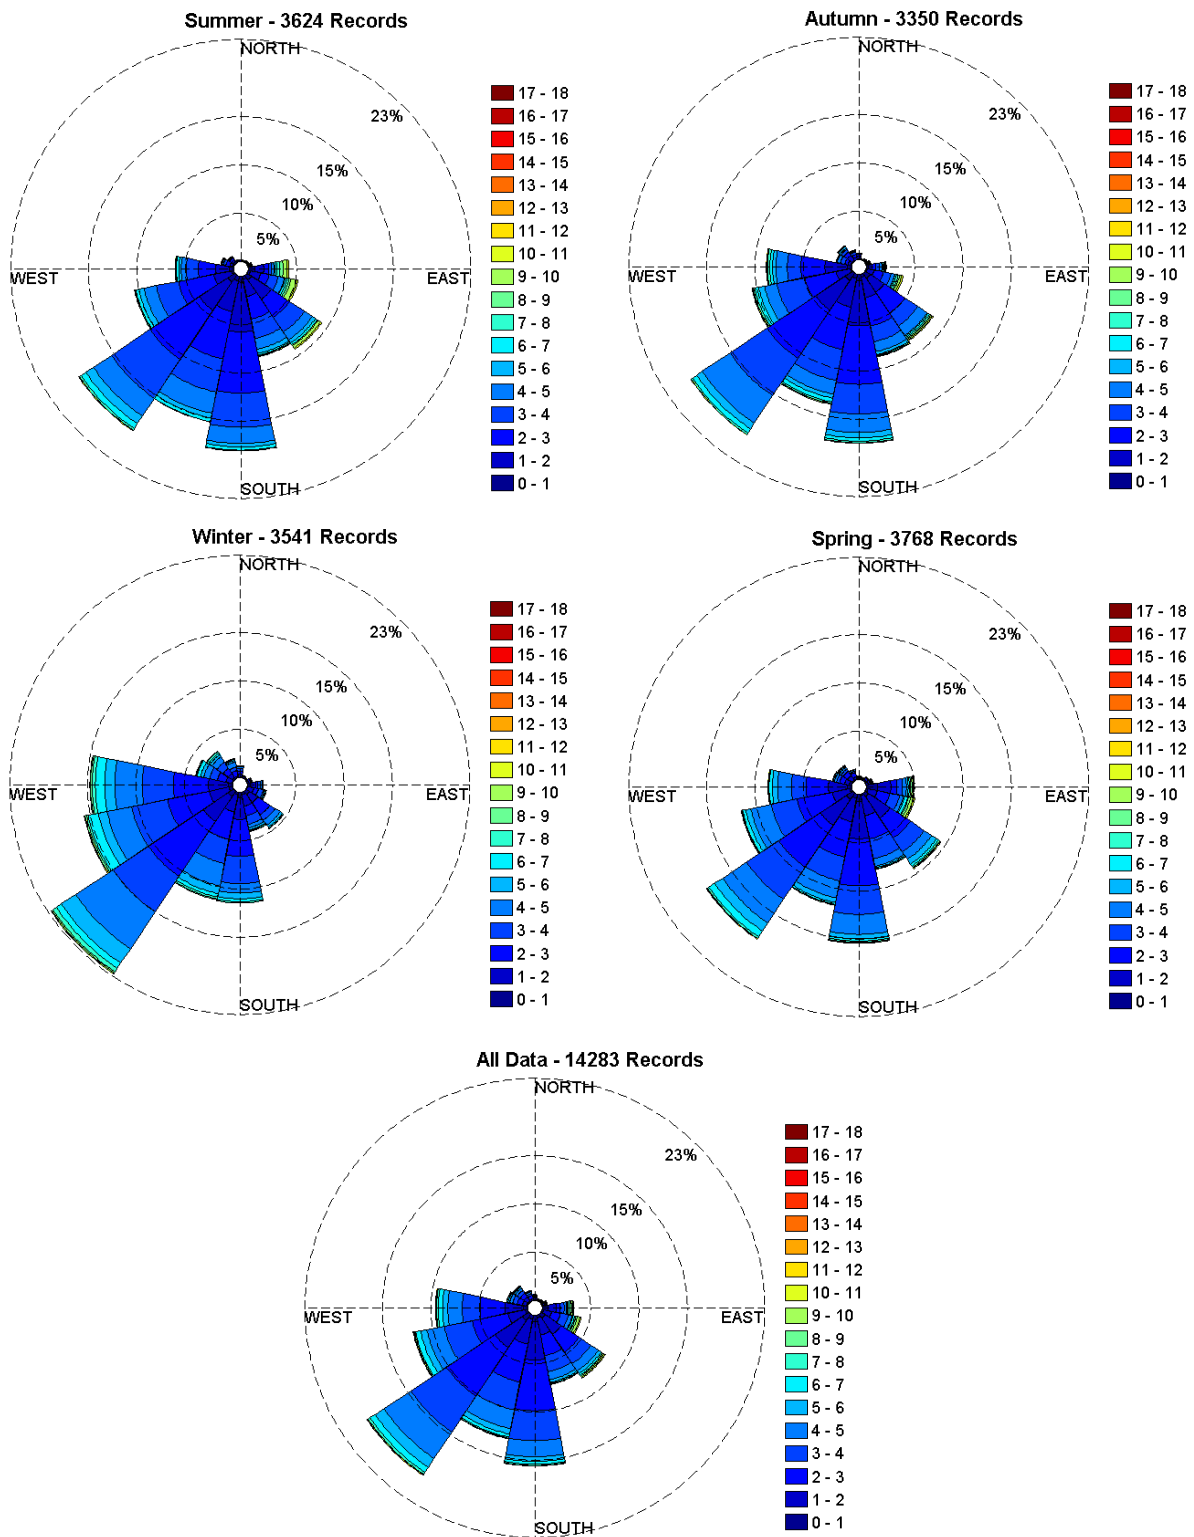 Summer - 3624 Records
NORTH
23%
15%
10%
5%
WEST
EAST
SOUTH
17 - 18
16 - 17
15 - 16
14 - 15
13 - 14
12 - 13
11 - 12
10 - 11
9 - 10
8 - 9
7 - 8
6 - 7
5 - 6
4 - 5
3 - 4
2 - 3
1 - 2
0 - 1
Autumn - 3350 Records
NORTH
23%
15%
10%
5%
WEST
EAST
SOUTH
17 - 18
16 - 17
15 - 16
14 - 15
13 - 14
12 - 13
11 - 12
10 - 11
9 - 10
8 - 9
7 - 8
6 - 7
5 - 6
4 - 5
3 - 4
2 - 3
1 - 2
0 - 1
Winter - 3541 Records
NORTH
23%
15%
10%
5%
WEST
EAST
SOUTH
17 - 18
16 - 17
15 - 16
14 - 15
13 - 14
12 - 13
11 - 12
10 - 11
9 - 10
8 - 9
7 - 8
6 - 7
5 - 6
4 - 5
3 - 4
2 - 3
1 - 2
0 - 1
Spring - 3768 Records
NORTH
23%
15%
10%
5%
WEST
EAST
SOUTH
17 - 18
16 - 17
15 - 16
14 - 15
13 - 14
12 - 13
11 - 12
10 - 11
9 - 10
8 - 9
7 - 8
6 - 7
5 - 6
4 - 5
3 - 4
2 - 3
1 - 2
0 - 1
All Data - 14283 Records
NORTH
23%
15%
10%
5%
WEST
EAST
SOUTH
17 - 18
16 - 17
15 - 16
14 - 15
13 - 14
12 - 13
11 - 12
10 - 11
9 - 10
8 - 9
7 - 8
6 - 7
5 - 6
4 - 5
3 - 4
2 - 3
1 - 2
0 - 1